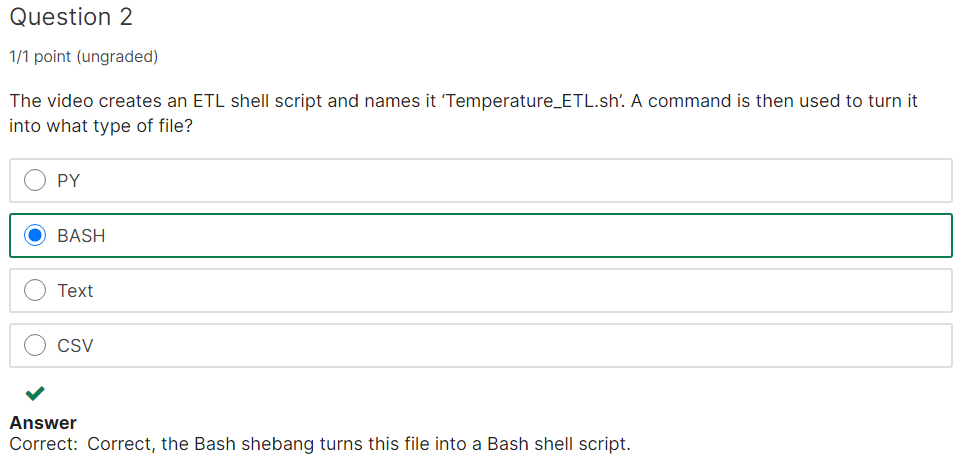 Question 2
1/1 point (ungraded)
The video creates an ETL shell script and names it ‘Temperature_ETL.sh’. A command is then used to turn it
into what type of file?
PY
BASH
Text
CSV
Answer
Correct:  Correct, the Bash shebang turns this file into a Bash shell script.